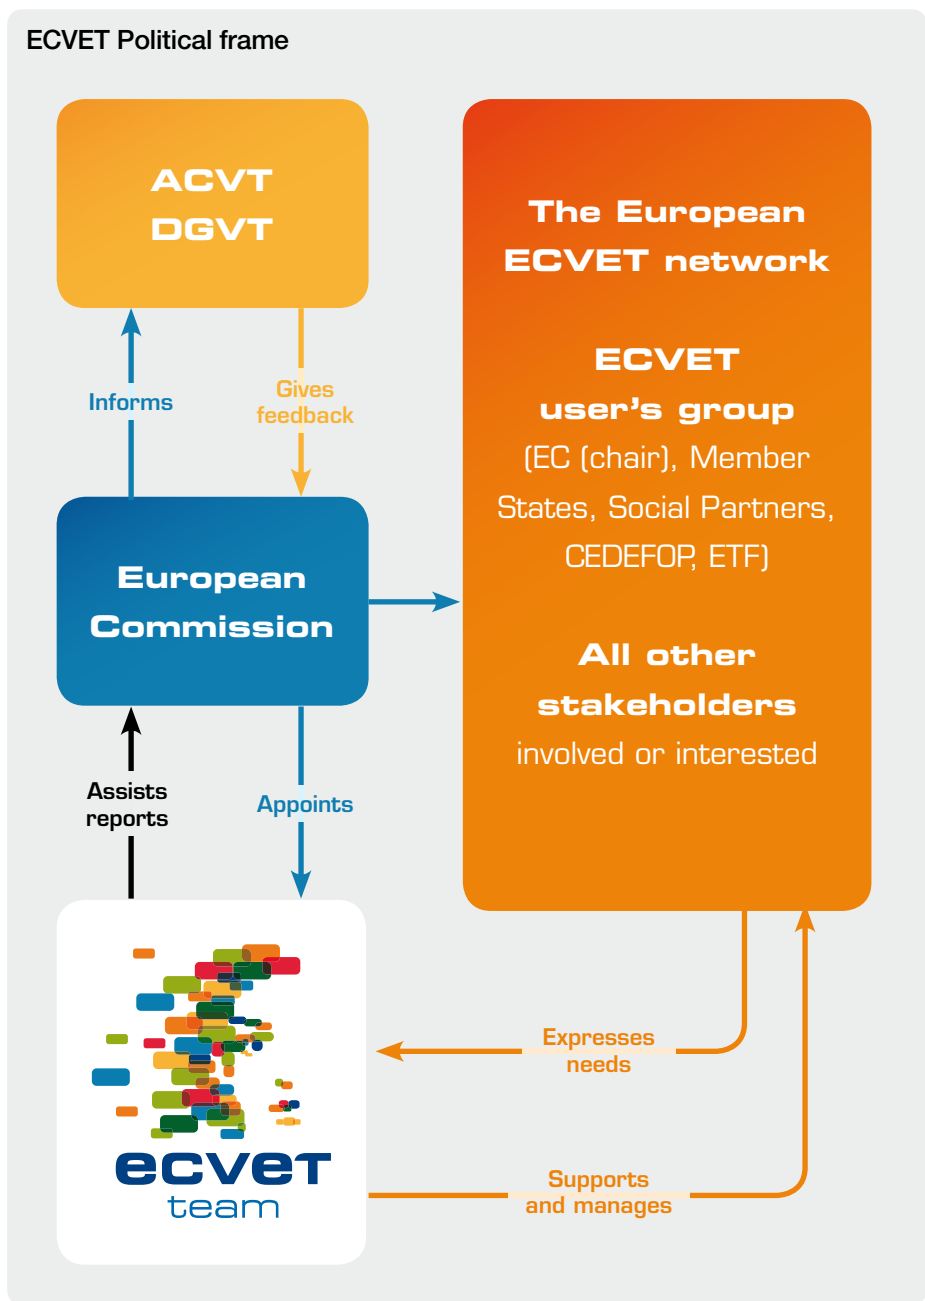 ECVET Political frame
ACVT
DGVT
The European
ECVET network
ECVET
user's group
(EC (chair), Member
States, Social Partners,
CEDEFOP, ETF)
All other
stakeholders
involved or interested
Informs
Gives
feedback
European
Commission
Assists
reports
Appoints
ecvet
team
Expresses
needs
Supports
and manages